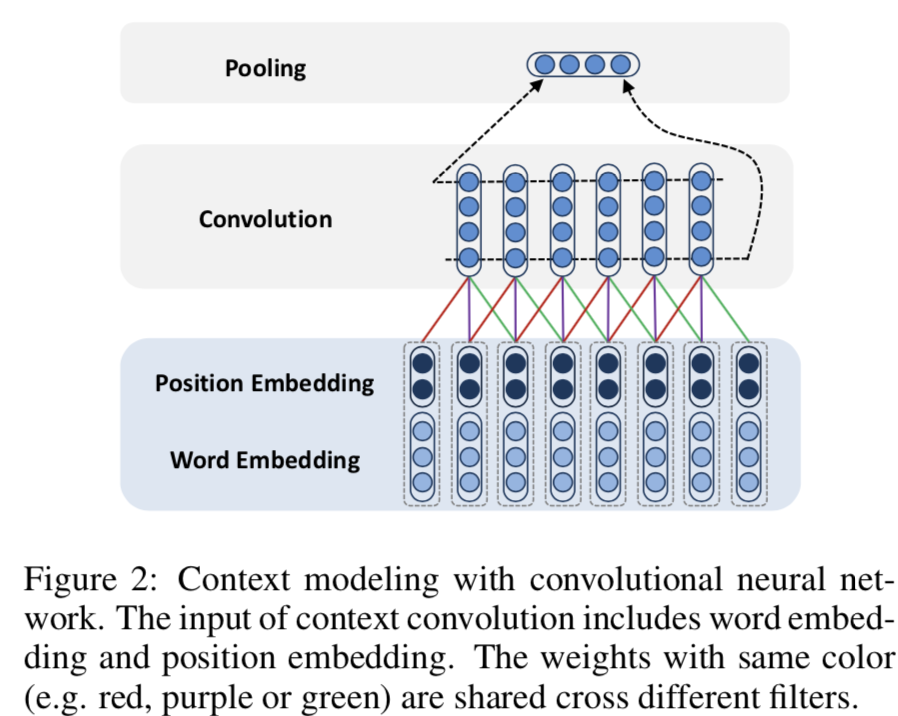 Pooling
Convolution
Position Embedding
Word Embedding
Figure 2: Context modeling with convolutional neural net-
work. The input of context convolution includes word embed-
ding and position embedding. The weights with same color
(e.g. red, purple or green) are shared cross different filters.